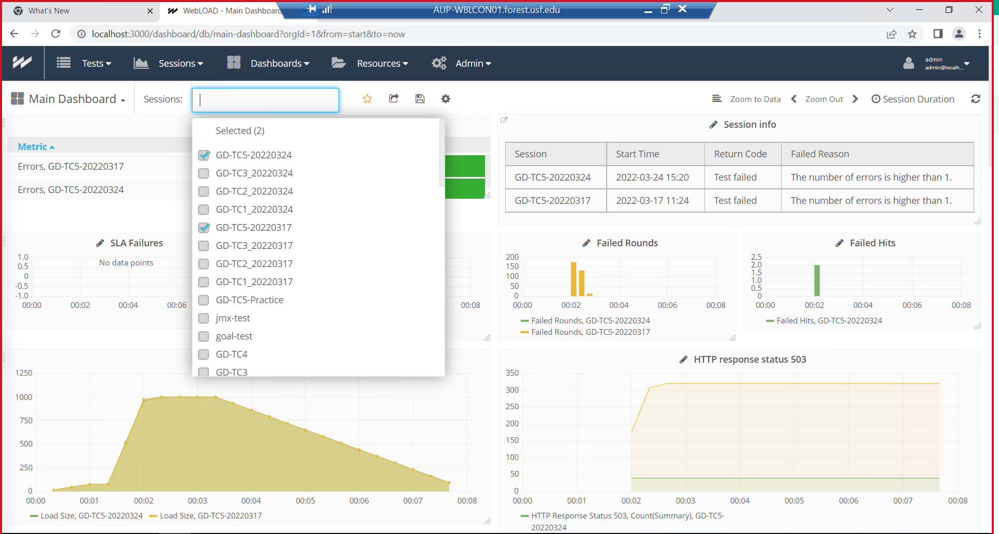 What's New
WebLOAD - Main Dashboard
AUP-WBLCON01.forest.usf.edu
localhost:3000/dashboard/db/main-dashboard?orgId=1&from=start&to=now
Tests
Sessions
Dashboards
Resources
Admin
admin
admin@localh...
Main Dashboard
Sessions:
Zoom to Data
Zoom Out
Session Duration
Selected (2)
GD-TC5-20220324
GD-TC3_20220324
GD-TC2_20220324
GD-TC1_20220324
GD-TC5-20220317
GD-TC3_20220317
GD-TC2_20220317
GD-TC1_20220317
GD-TC5-Practice
jmx-test
goal-test
GD-TC4
GD-TC3
Metric
Errors, GD-TC5-20220317
Errors, GD-TC5-20220324
Session info
Session Start Time Return Code Failed Reason
GD-TC5-20220324 2022-03-24 15:20 Test failed The number of errors is higher than 1.
GD-TC5-20220317 2022-03-17 11:24 Test failed The number of errors is higher than 1.
SLA Failures
No data points
1.0
0.5
0
-0.5
-1.0
00:00 00:02 00:04 00:06 00:08
Failed Rounds
200
150
100
50
0
00:00 00:02 00:04 00:06 00:08
Failed Rounds, GD-TC5-20220324
Failed Rounds, GD-TC5-20220317
Failed Hits
2.5
2.0
1.5
1.0
0.5
0
00:00 00:02 00:04 00:06 00:08
Failed Hits, GD-TC5-20220324
1250
1000
750
500
250
0
00:00 00:01 00:02 00:03 00:04 00:05 00:06 00:07 00:08
Load Size, GD-TC5-20220324 Load Size, GD-TC5-20220317
HTTP response status 503
350
300
250
200
150
100
50
0
00:00 00:01 00:02 00:03 00:04 00:05 00:06 00:07 00:08
HTTP Response Status 503, Count(Summary), GD-TC5-
20220324